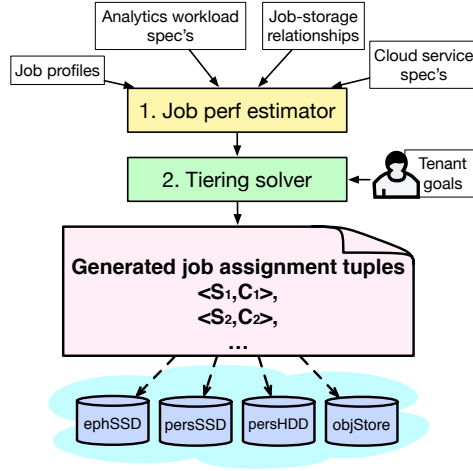 Analytics workload
spec's
Job-storage
relationships
Job profiles
Cloud service
spec's
1. Job perf estimator
2. Tiering solver
Tenant
goals
Generated job assignment tuples
<S1,C1>,
<S2,C2>,
...
ephSSD
persSSD
persHDD
objStore